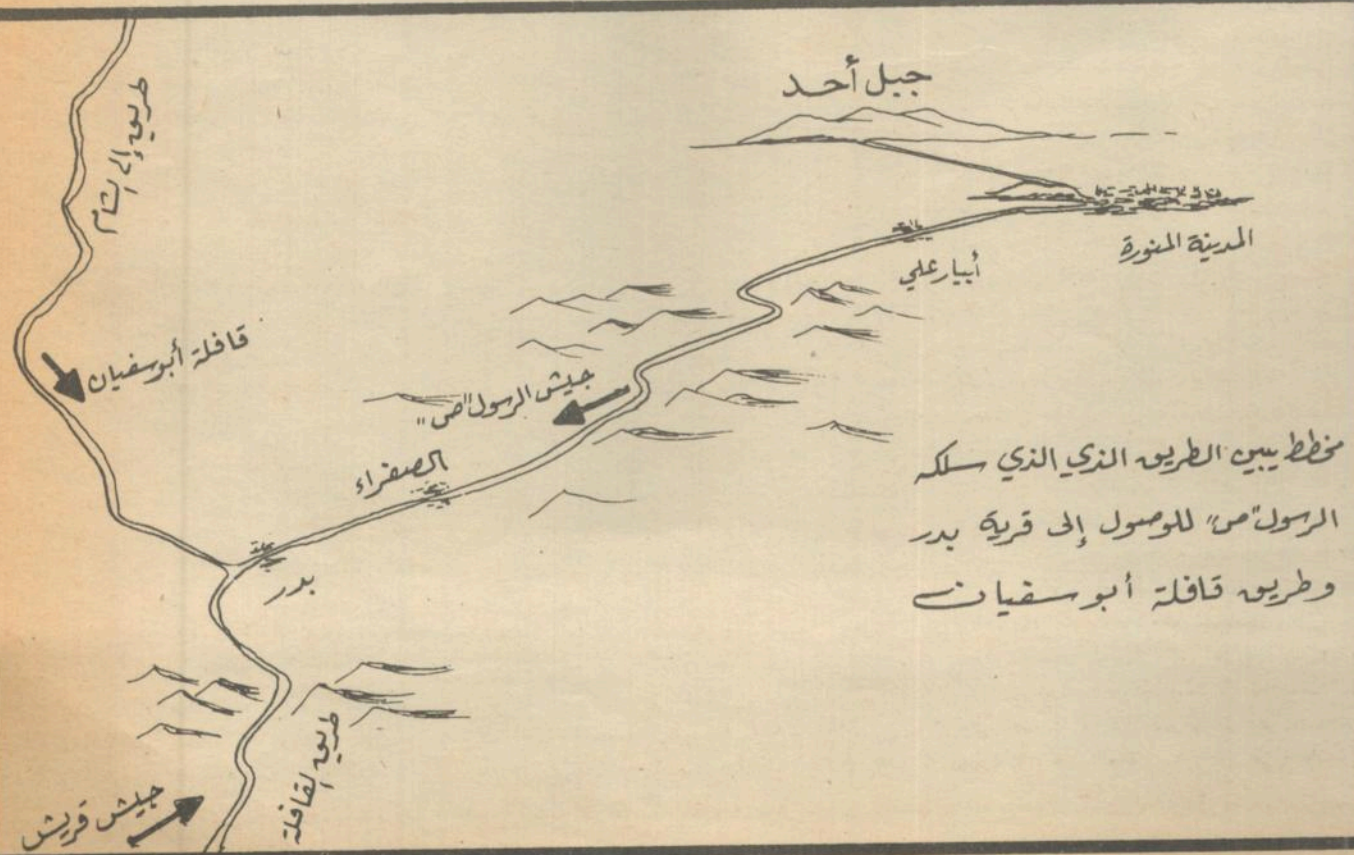 جبل أحد
المدينة المنورة
أبيار علي
طريق إلى الشام
قافلة أبو سفيان
جيش الرسول "ص"
الصفراء
بدر
مخطط يبين الطريق الذي الذي سلكه
الرسول "ص" للوصول إلى قرية بدر
وطريق قافلة أبو سفيان
طريق القافلة
جيش قريش